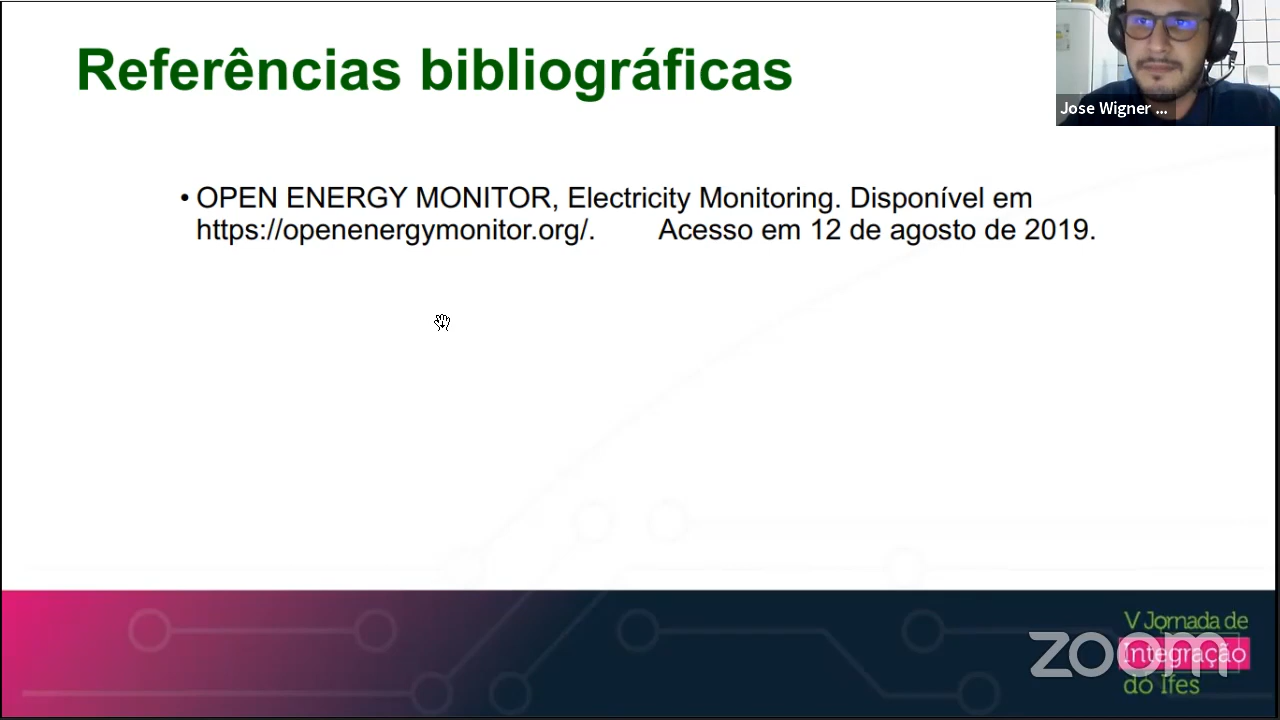 Referências bibliográficas
Jose Wigner ...
• OPEN ENERGY MONITOR, Electricity Monitoring. Disponível em
https://openenergymonitor.org/. Acesso em 12 de agosto de 2019.
V Jornada de
Integração
do Ifes
zoom